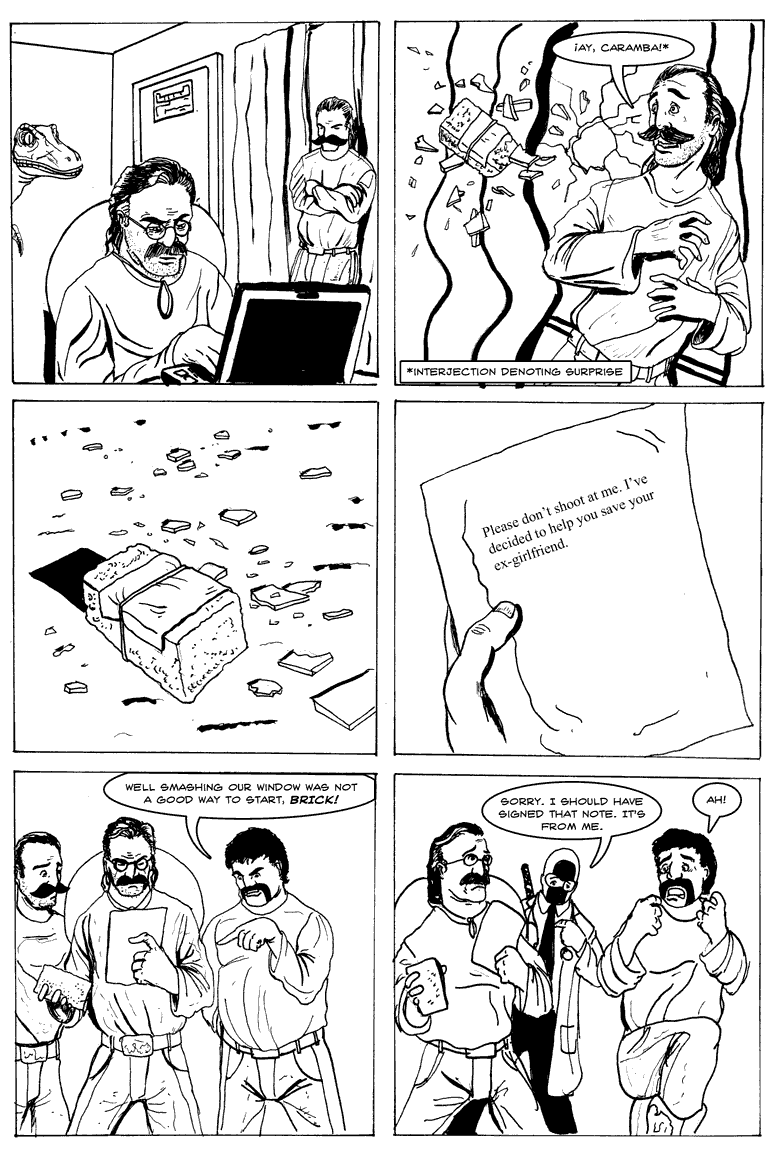 ¡AY, CARAMBA!*
*INTERJECTION DENOTING SURPRISE
Please don't shoot at me. I've
decided to help you save your
ex-girlfriend.
WELL SMASHING OUR WINDOW WAS NOT
A GOOD WAY TO START, BRICK!
SORRY. I SHOULD HAVE
SIGNED THAT NOTE. IT'S
FROM ME.
AH!